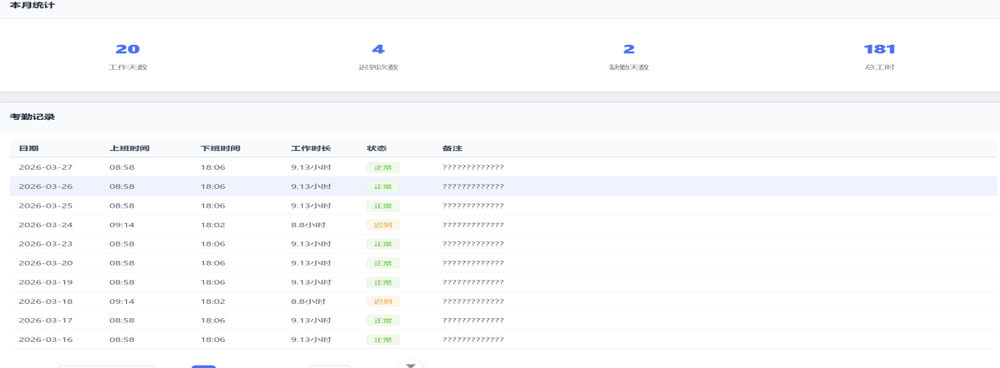 本月统计
20 4 2 181
工作天数 迟到次数 缺勤天数 总工时
考勤记录
日期 上班时间 下班时间 工作时长 状态 备注
2026-03-27 08:58 18:06 9.13小时 正常 ?????????????
2026-03-26 08:58 18:06 9.13小时 正常 ?????????????
2026-03-25 08:58 18:06 9.13小时 正常 ?????????????
2026-03-24 09:14 18:02 8.8小时 迟到 ?????????????
2026-03-23 08:58 18:06 9.13小时 正常 ?????????????
2026-03-20 08:58 18:06 9.13小时 正常 ?????????????
2026-03-19 08:58 18:06 9.13小时 正常 ?????????????
2026-03-18 09:14 18:02 8.8小时 迟到 ?????????????
2026-03-17 08:58 18:06 9.13小时 正常 ?????????????
2026-03-16 08:58 18:06 9.13小时 正常 ?????????????